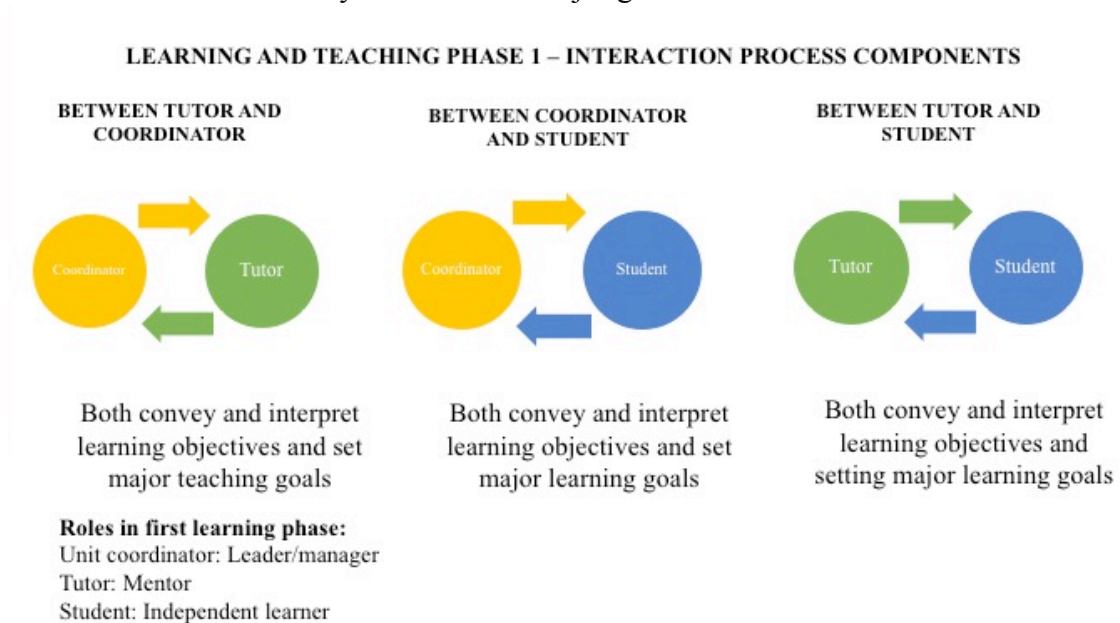 LEARNING AND TEACHING PHASE 1 – INTERACTION PROCESS COMPONENTS
BETWEEN TUTOR AND
COORDINATOR
Coordinator
Tutor
Both convey and interpret
learning objectives and set
major teaching goals
BETWEEN COORDINATOR
AND STUDENT
Coordinator
Student
Both convey and interpret
learning objectives and set
major learning goals
BETWEEN TUTOR AND
STUDENT
Tutor
Student
Both convey and interpret
learning objectives and
setting major learning goals
Roles in first learning phase:
Unit coordinator: Leader/manager
Tutor: Mentor
Student: Independent learner